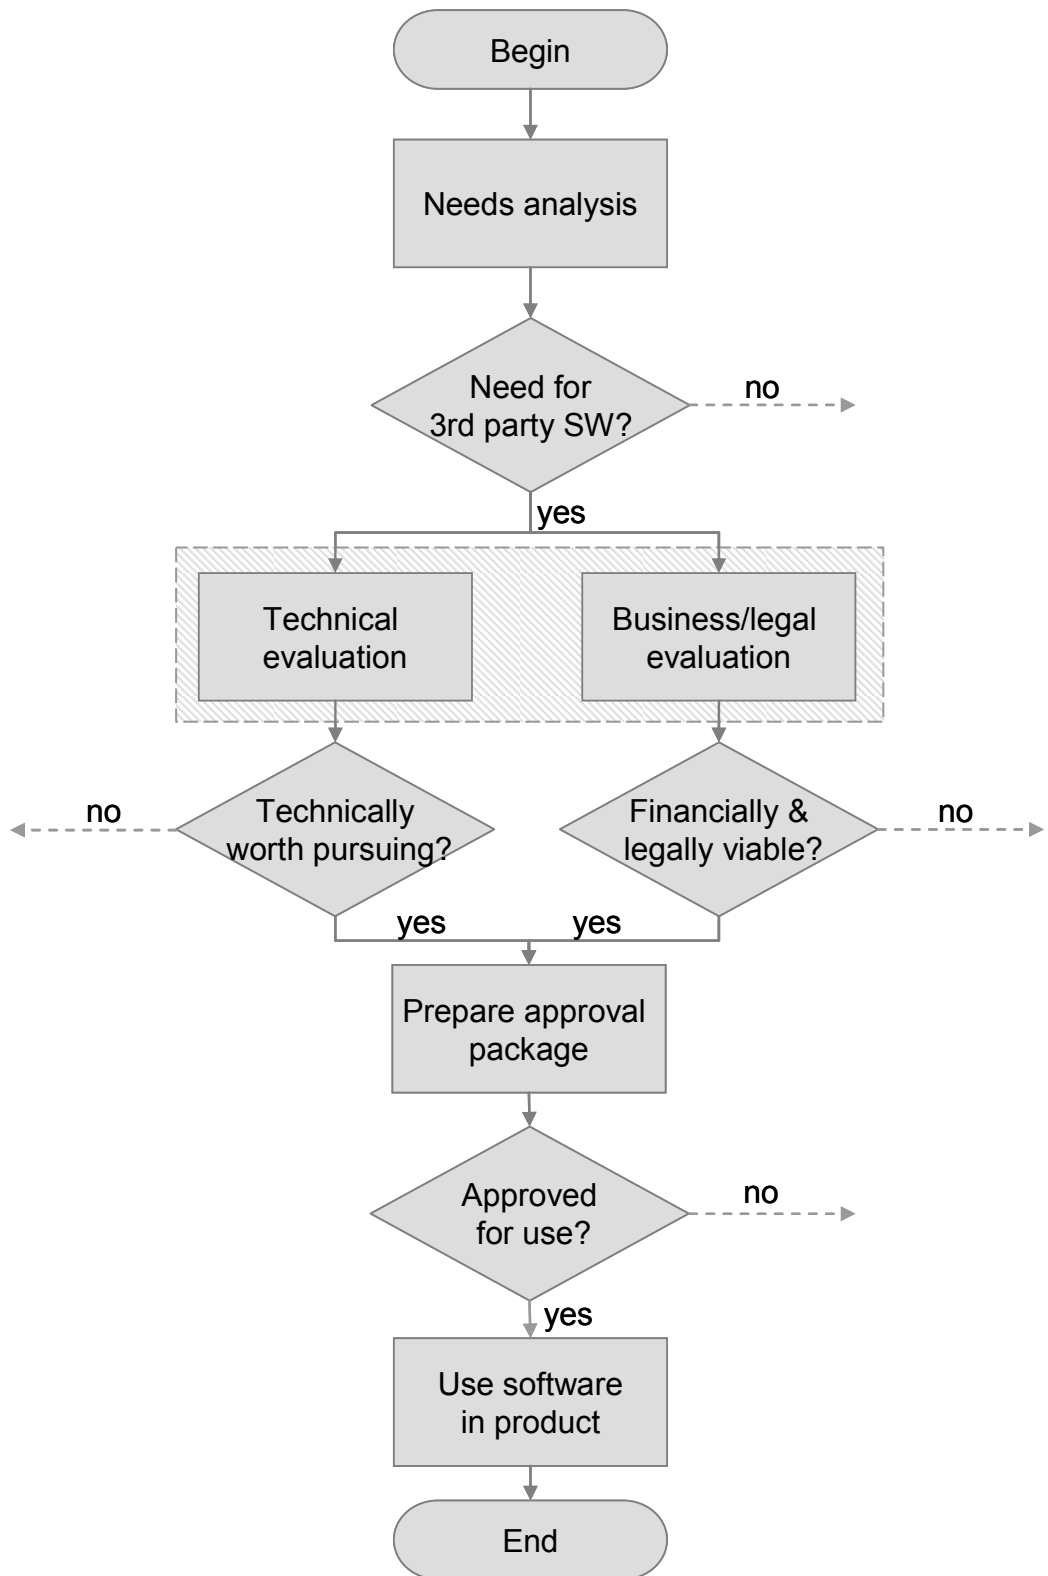 Begin
Needs analysis
Need for
3rd party SW?
no
yes
Technical
evaluation
Business/legal
evaluation
no
Technically
worth pursuing?
Financially &
legally viable?
no
yes
yes
Prepare approval
package
Approved
for use?
no
yes
Use software
in product
End